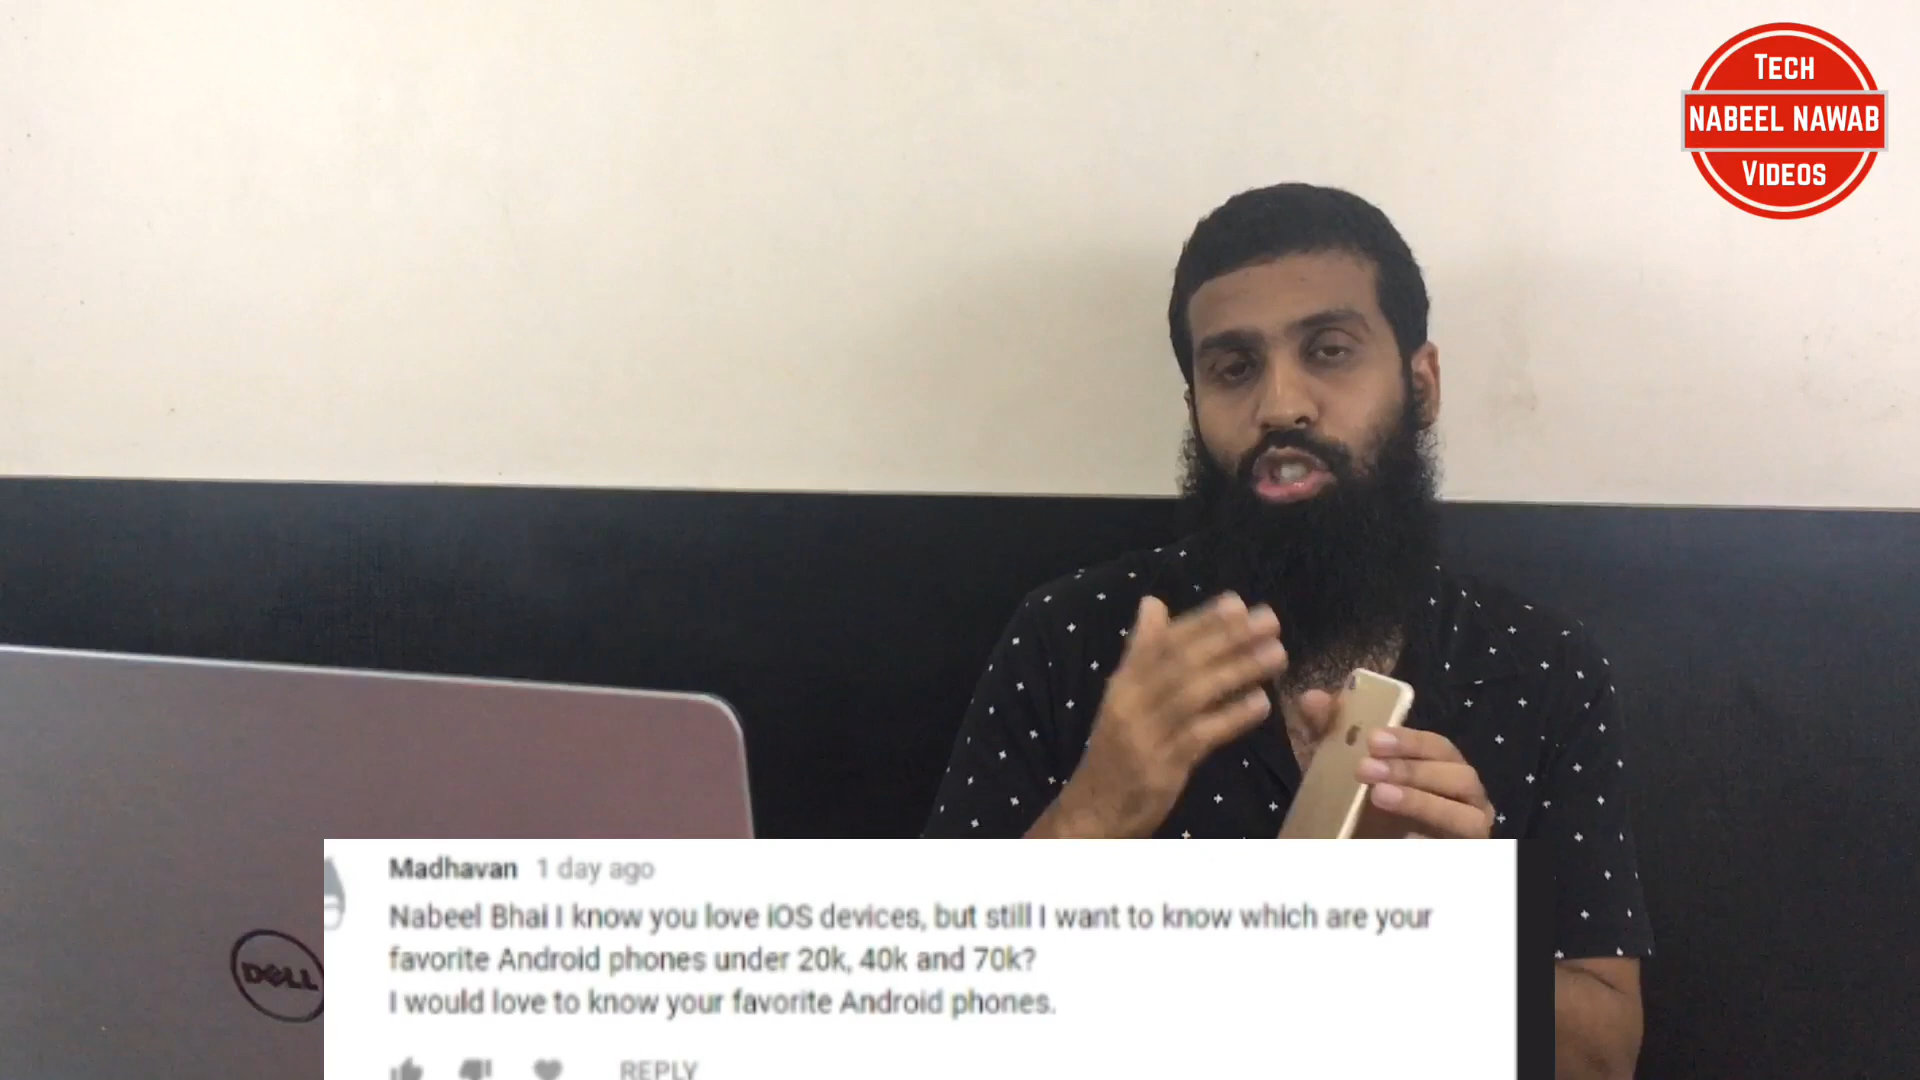 TECH
NABEEL NAWAB
VIDEOS
Madhavan 1 day ago
Nabeel Bhai I know you love iOS devices, but still I want to know which are your
favorite Android phones under 20k, 40k and 70k?
I would love to know your favorite Android phones.
REPLY
DELL